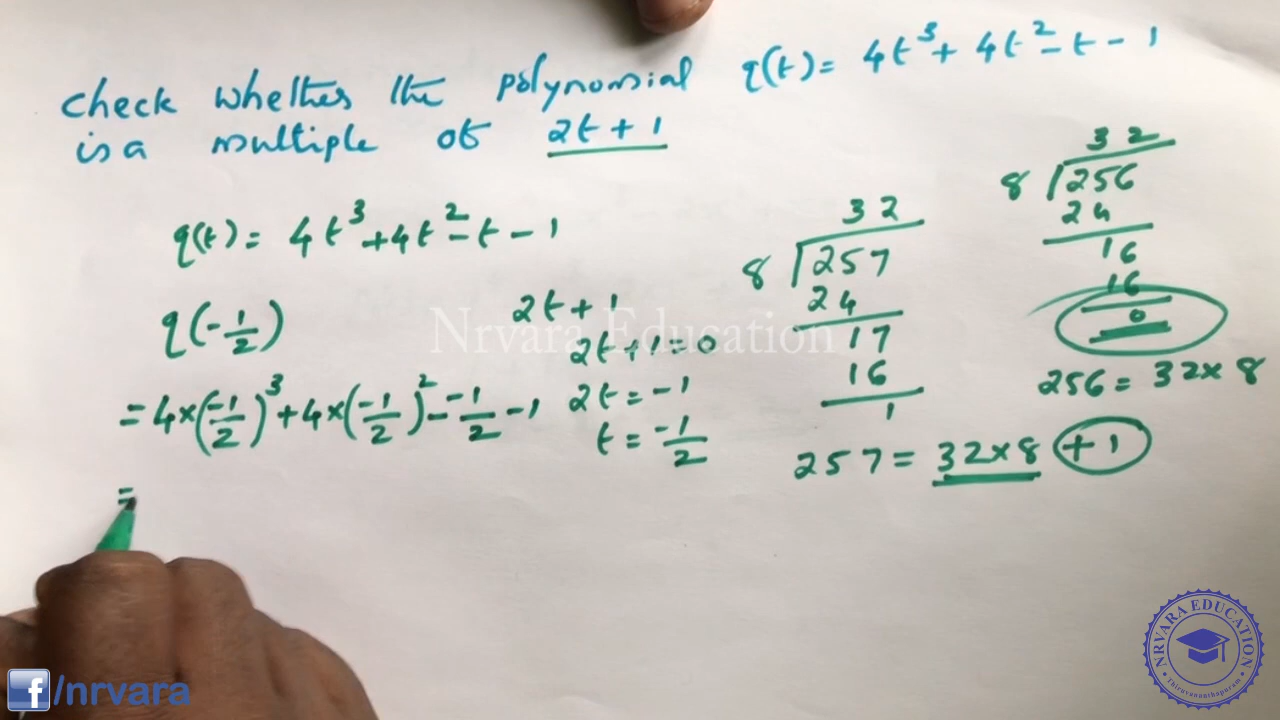 Check whether the polynomial q(t) = 4t³ + 4t² - t - 1
is a multiple of 2t + 1
q(t) = 4t³ + 4t² - t - 1
q(-1/2)
= 4×(-1/2)³ + 4×(-1/2)² - -1/2 - 1
=
2t + 1
2t + 1 = 0
2t = -1
t = -1/2
32
8 257
24
17
16
1
257 = 32×8 + 1
32
8 256
24
16
16
0
256 = 32×8
Nrvara Education
f/nrvara
NRVARA EDUCATION
Thiruvananthapuram